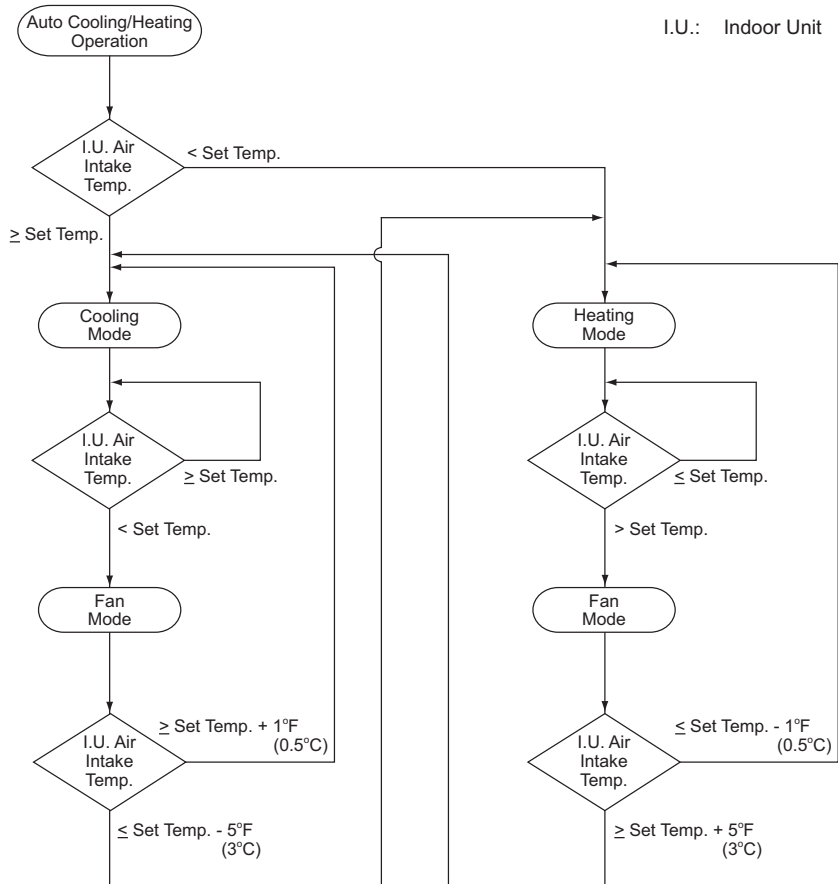 Auto Cooling/Heating
Operation
I.U.: Indoor Unit
I.U. Air
Intake
Temp.
< Set Temp.
≥ Set Temp.
Cooling
Mode
Heating
Mode
I.U. Air
Intake
Temp.
≥ Set Temp.
< Set Temp.
I.U. Air
Intake
Temp.
≤ Set Temp.
> Set Temp.
Fan
Mode
Fan
Mode
I.U. Air
Intake
Temp.
≥ Set Temp. + 1°F
(0.5°C)
≤ Set Temp. - 5°F
(3°C)
I.U. Air
Intake
Temp.
≤ Set Temp. - 1°F
(0.5°C)
≥ Set Temp. + 5°F
(3°C)